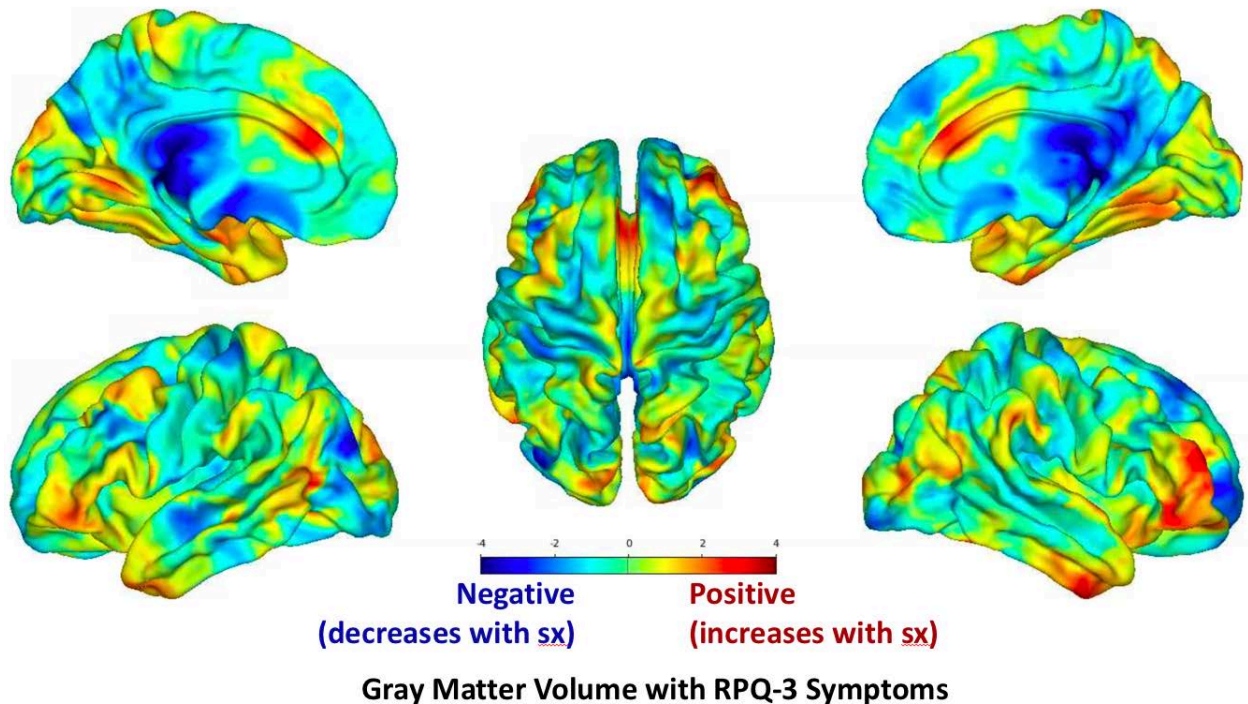 -4 -2 0 2 4
Negative Positive
(decreases with sx) (increases with sx)
Gray Matter Volume with RPQ-3 Symptoms